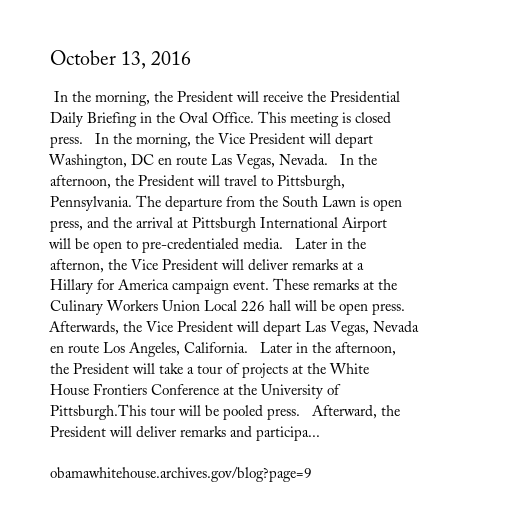 October 13, 2016
In the morning, the President will receive the Presidential
Daily Briefing in the Oval Office. This meeting is closed
press.   In the morning, the Vice President will depart
Washington, DC en route Las Vegas, Nevada.   In the
afternoon, the President will travel to Pittsburgh,
Pennsylvania. The departure from the South Lawn is open
press, and the arrival at Pittsburgh International Airport
will be open to pre-credentialed media.   Later in the
afternon, the Vice President will deliver remarks at a
Hillary for America campaign event. These remarks at the
Culinary Workers Union Local 226 hall will be open press.
Afterwards, the Vice President will depart Las Vegas, Nevada
en route Los Angeles, California.   Later in the afternoon,
the President will take a tour of projects at the White
House Frontiers Conference at the University of
Pittsburgh.This tour will be pooled press.   Afterward, the
President will deliver remarks and participa...
obamawhitehouse.archives.gov/blog?page=9